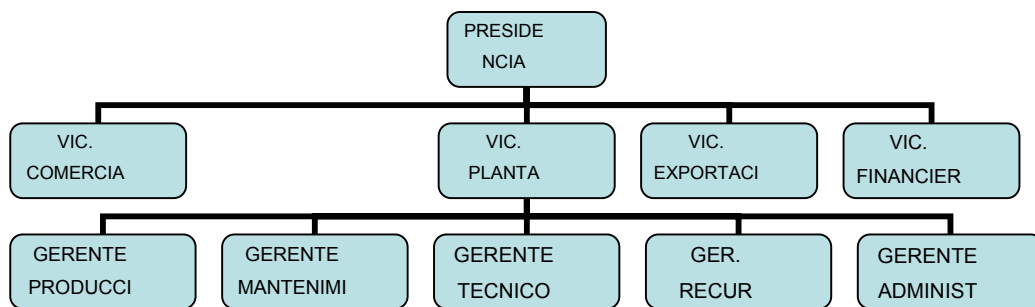 PRESIDE
NCIA
VIC.
COMERCIA
VIC.
PLANTA
VIC.
EXPORTACI
VIC.
FINANCIER
GERENTE
PRODUCCI
GERENTE
MANTENIMI
GERENTE
TECNICO
GER.
RECUR
GERENTE
ADMINIST